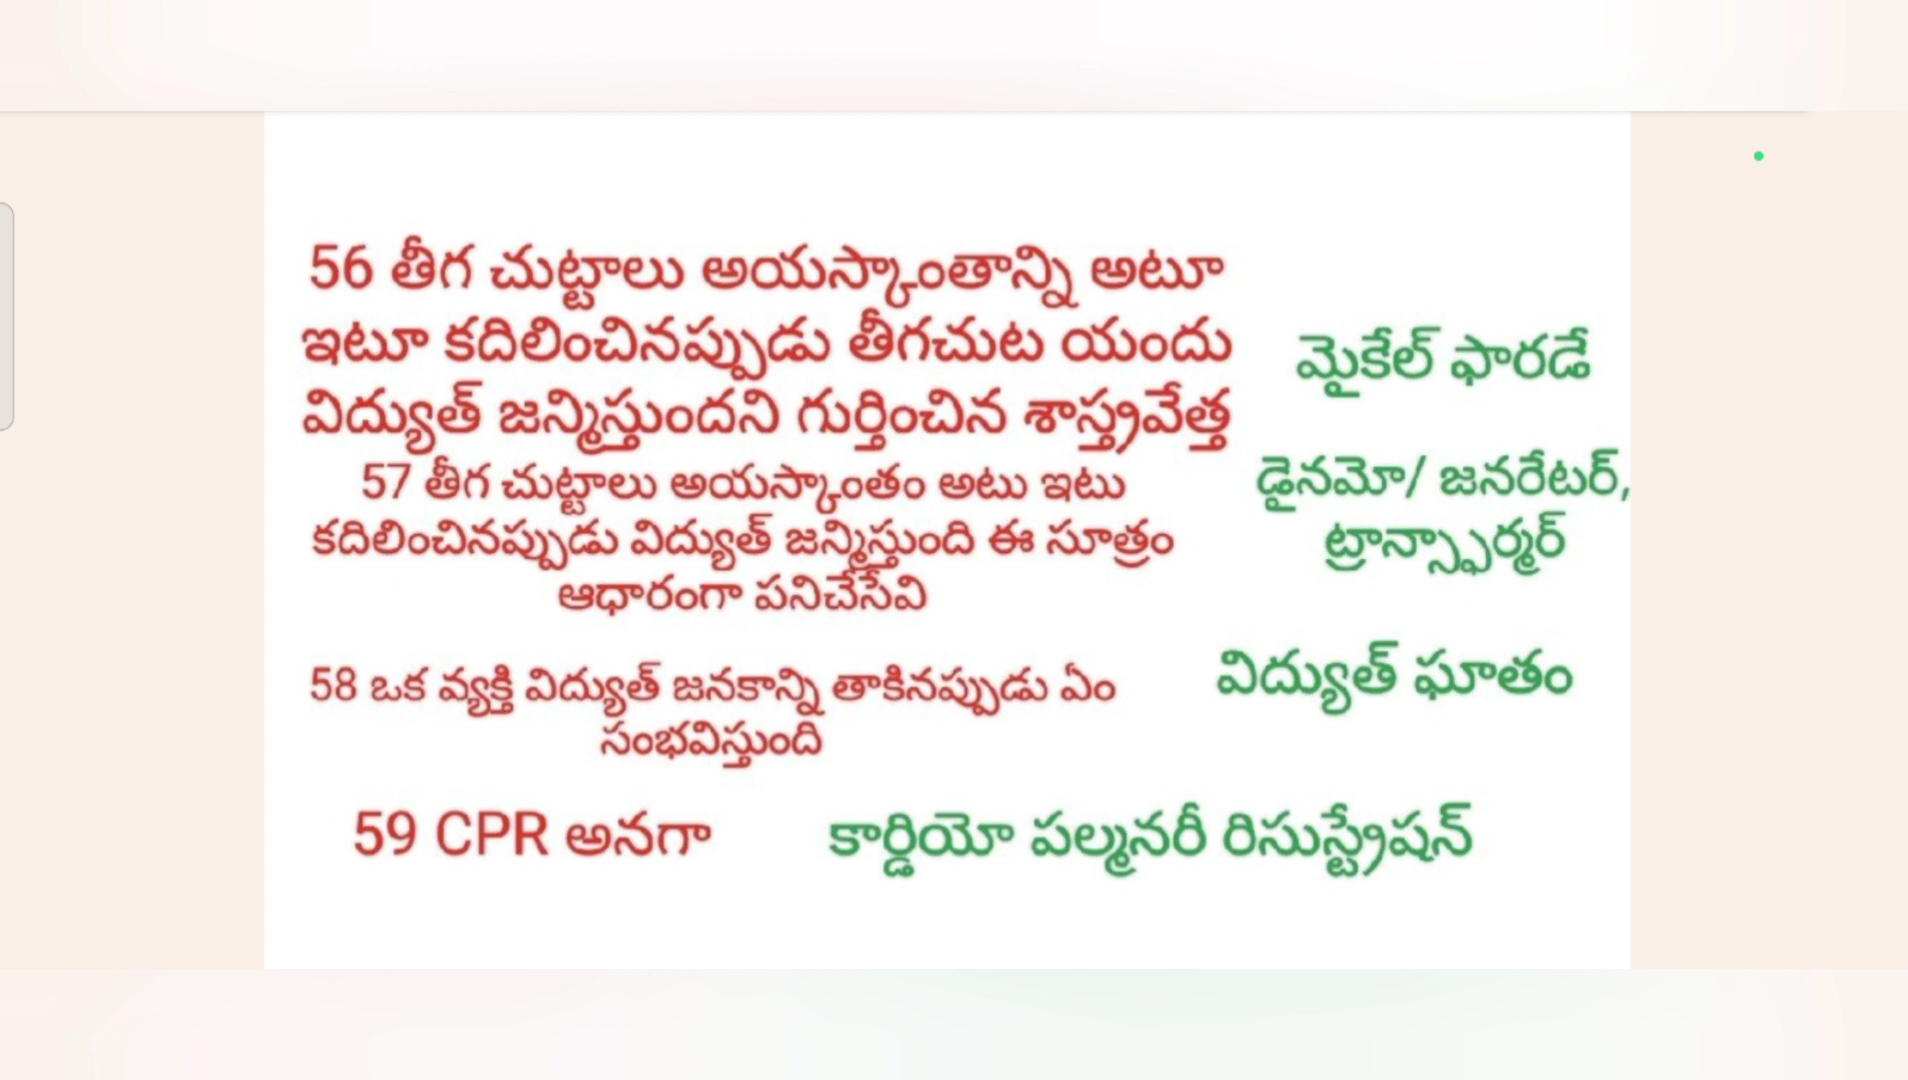 56 తీగ చుట్టాలు అయస్కాంతాన్ని అటూ
ఇటూ కదిలించినప్పుడు తీగచుట యందు
విద్యుత్ జన్మిస్తుందని గుర్తించిన శాస్త్రవేత్త
మైకేల్ ఫారడే
57 తీగ చుట్టాలు అయస్కాంతం అటు ఇటు
కదిలించినప్పుడు విద్యుత్ జన్మిస్తుంది ఈ సూత్రం
ఆధారంగా పనిచేసేవి
డైనమో/ జనరేటర్,
ట్రాన్స్ఫార్మర్
58 ఒక వ్యక్తి విద్యుత్ జనకాన్ని తాకినప్పుడు ఏం
సంభవిస్తుంది
విద్యుత్ ఘాతం
59 CPR అనగా
కార్డియో పల్మనరీ రిసుస్ట్రేషన్